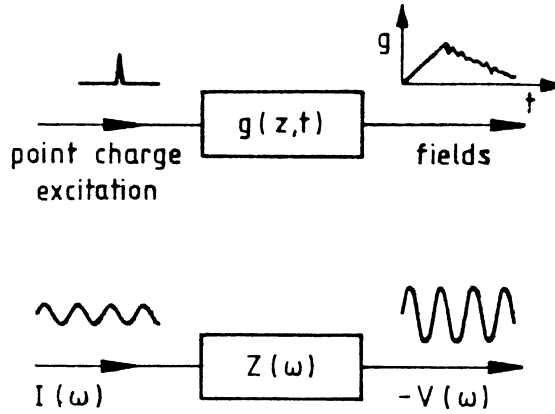 g
t
g(z,t)
point charge
excitation
fields
Z(ω)
I(ω)
-V(ω)